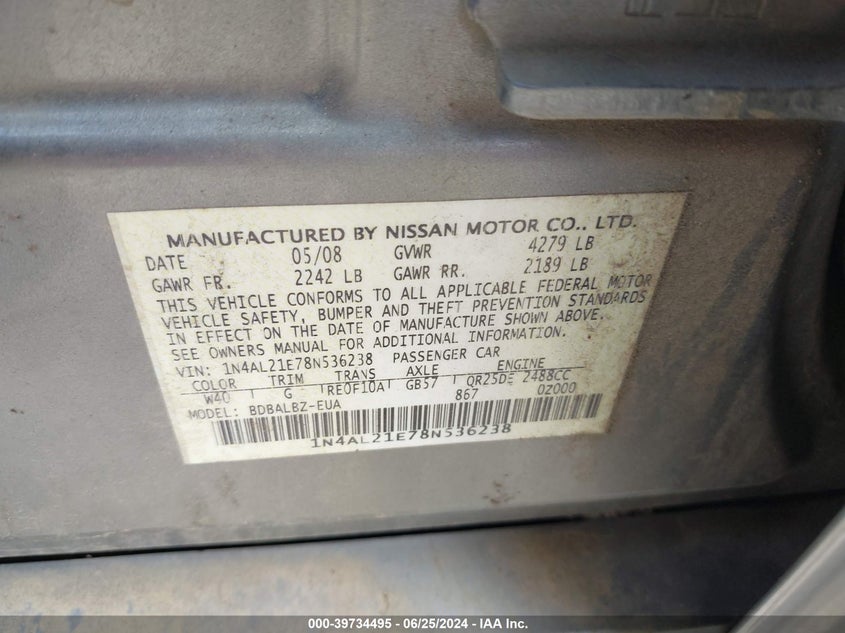 MANUFACTURED BY NISSAN MOTOR CO., LTD.
DATE 05/08 GVWR 4279 LB
GAWR FR. 2242 LB GAWR RR. 2189 LB
THIS VEHICLE CONFORMS TO ALL APPLICABLE FEDERAL MOTOR
VEHICLE SAFETY, BUMPER AND THEFT PREVENTION STANDARDS
IN EFFECT ON THE DATE OF MANUFACTURE SHOWN ABOVE.
SEE OWNERS MANUAL FOR ADDITIONAL INFORMATION.
VIN: 1N4AL21E78N536238 PASSENGER CAR
COLOR TRIM TRANS AXLE ENGINE
W40 G RE0F10A GB57 QR25DE 2488CC
MODEL: BDBALBZ-EUA 867 0Z000
1N4AL21E78N536238
000-39734495 - 06/25/2024 - IAA Inc.